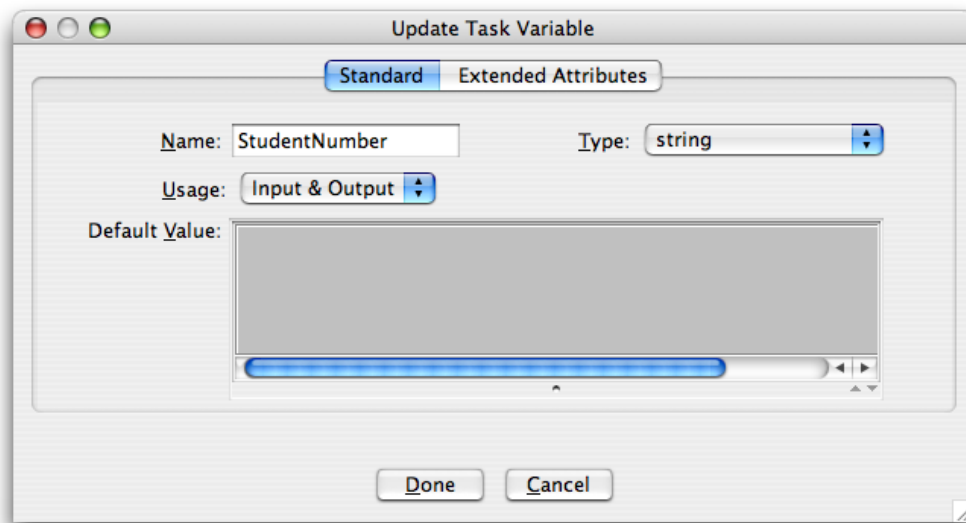 Update Task Variable
Standard Extended Attributes
Name: StudentNumber Type: string
Usage: Input & Output
Default Value:
Done Cancel